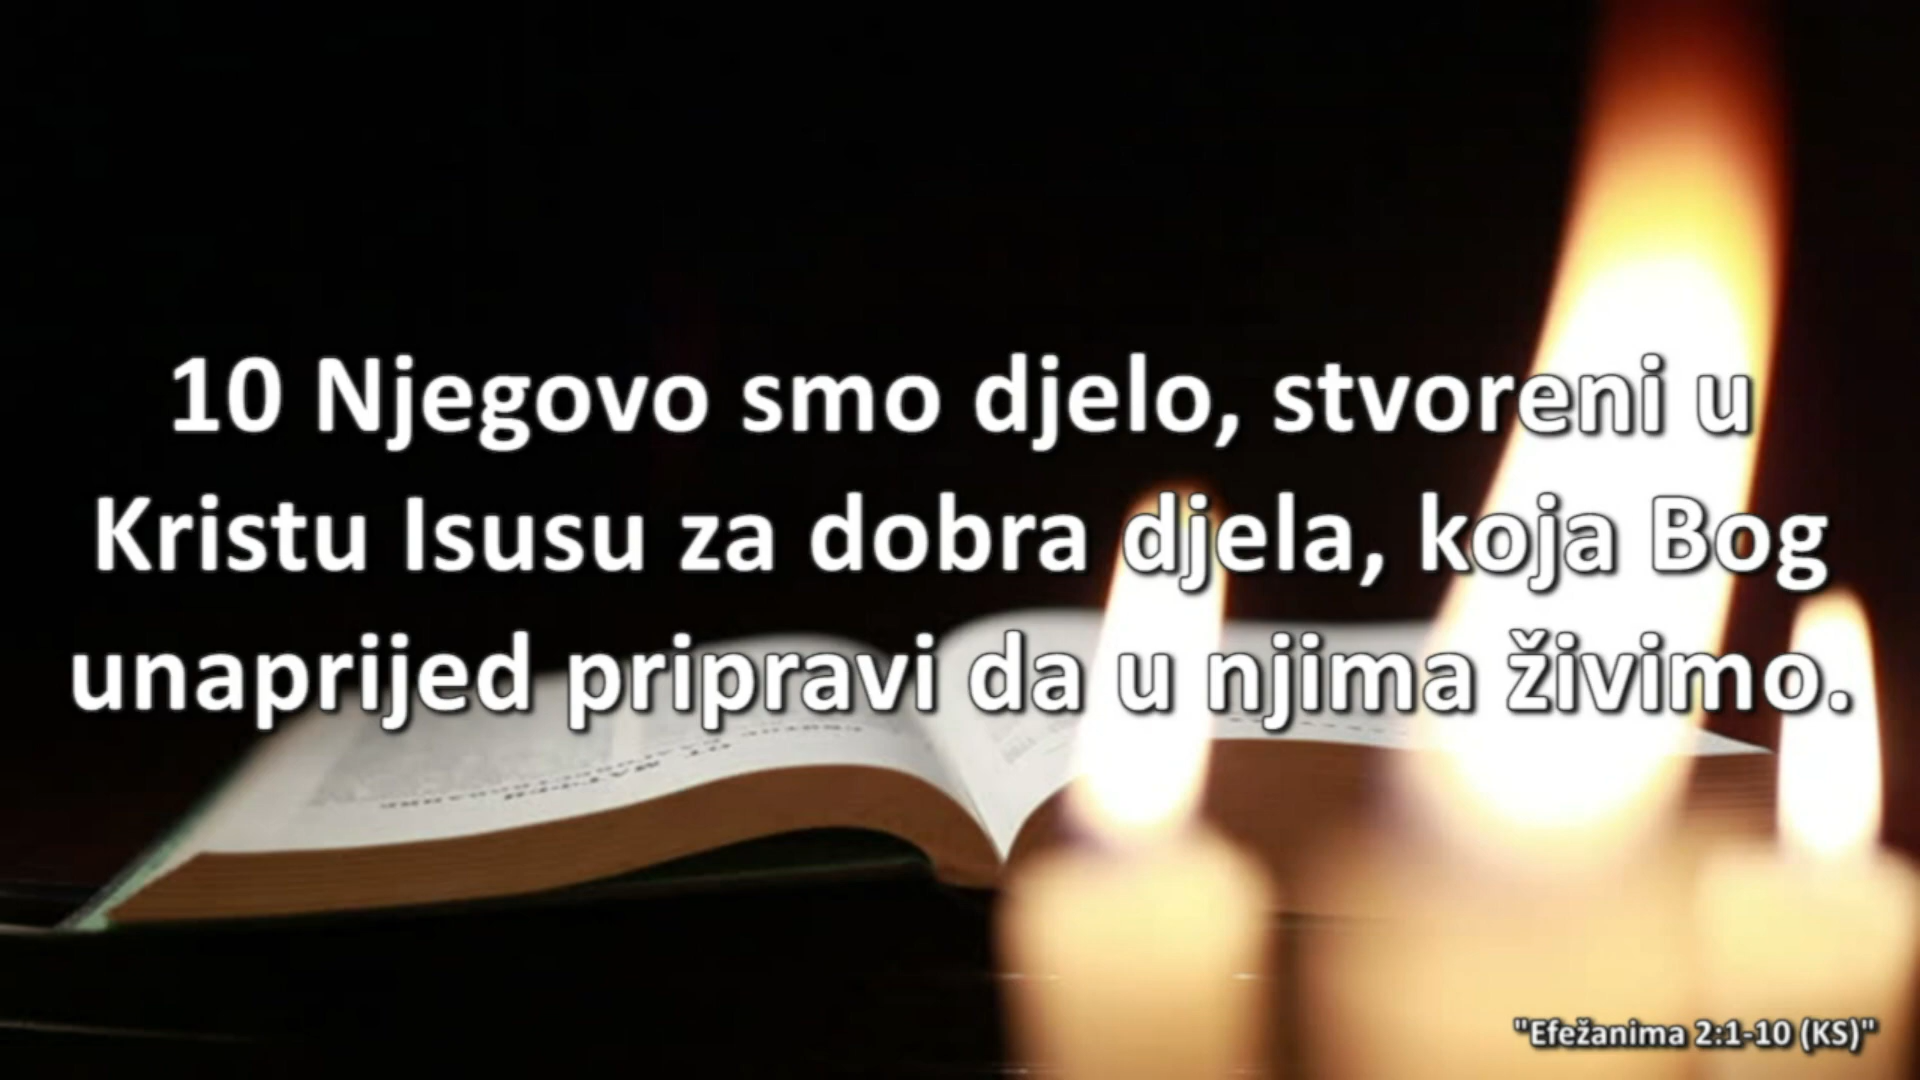 10 Njegovo smo djelo, stvoreni u
Kristu Isusu za dobra djela, koja Bog
unaprijed pripravi da u njima živimo.
"Efežanima 2:1-10 (KS)"